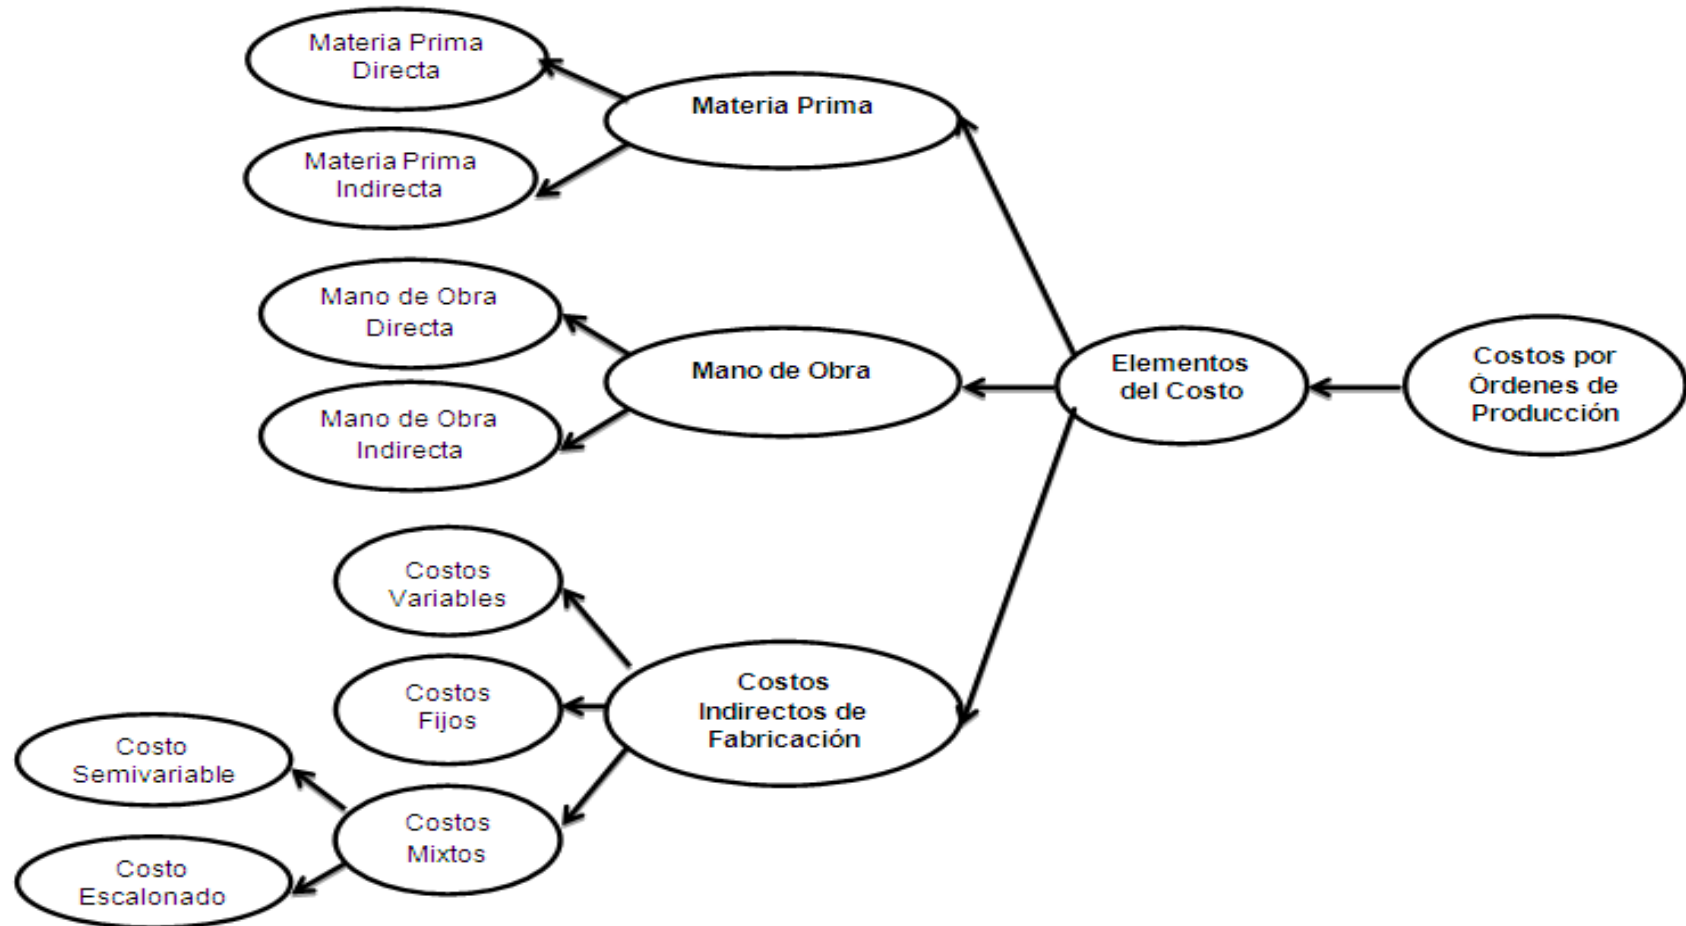 Materia Prima
Directa
Materia Prima
Indirecta
Materia Prima
Mano de Obra
Directa
Mano de Obra
Indirecta
Mano de Obra
Elementos
del Costo
Costos por
Órdenes de
Producción
Costos
Variables
Costos
Fijos
Costos
Mixtos
Costos
Indirectos de
Fabricación
Costo
Semivariable
Costo
Escalonado